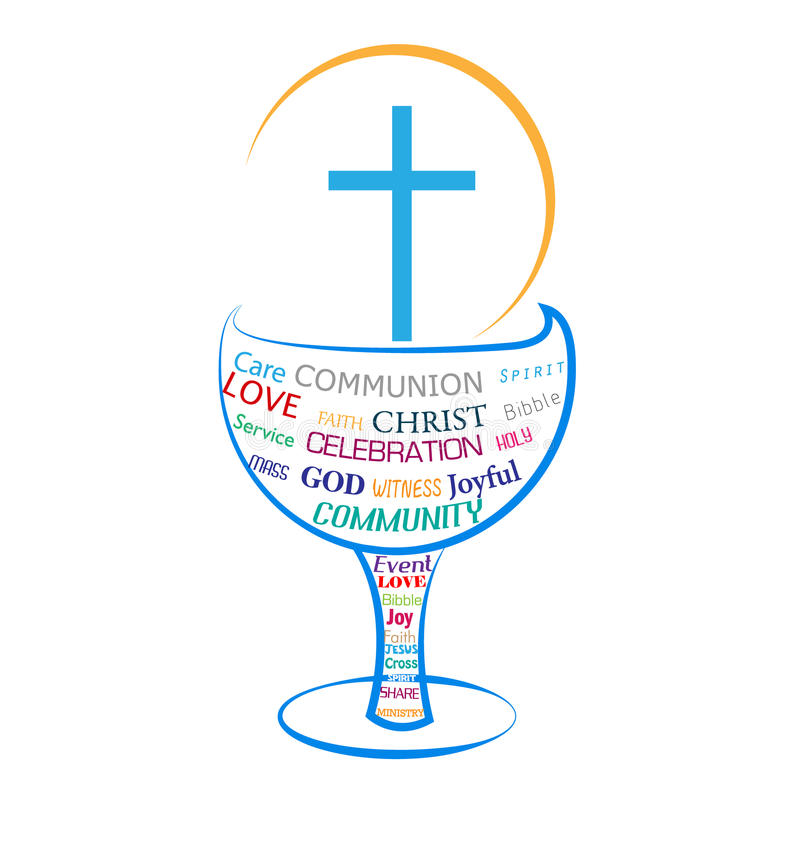 Care COMMUNION SPIRIT
LOVE FAITH CHRIST Bibble
Service CELEBRATION HOLY
MASS GOD WITNESS Joyful
COMMUNITY
Event
LOVE
Bibble
Joy
Faith
JESUS
Cross
SPIRIT
SHARE
MINISTRY